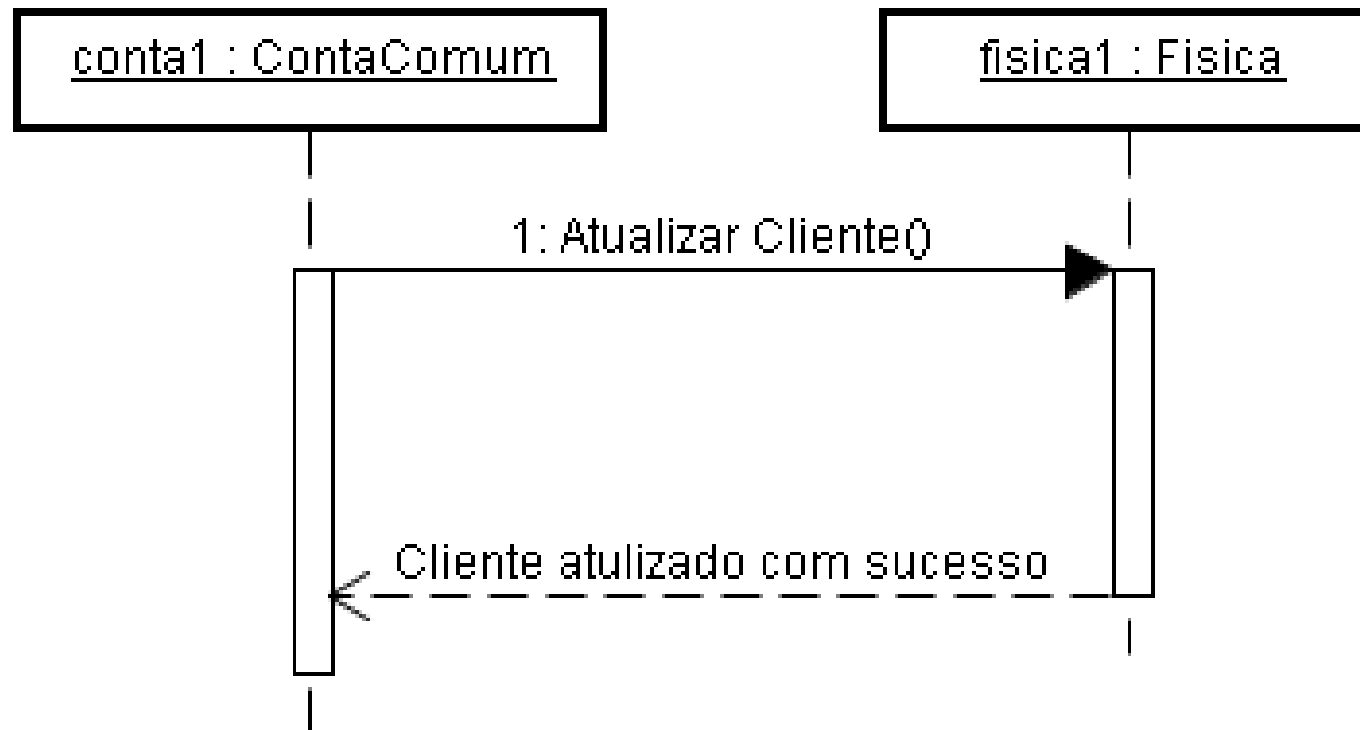 conta1 : ContaComum
fisica1 : Fisica
1: Atualizar Cliente()
Cliente atulizado com sucesso